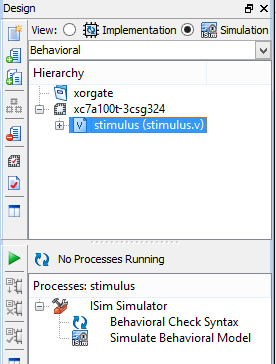 Design
View: Implementation Simulation
Behavioral
Hierarchy
xorgate
xc7a100t-3csg324
stimulus (stimulus.v)
No Processes Running
Processes: stimulus
ISim Simulator
Behavioral Check Syntax
Simulate Behavioral Model